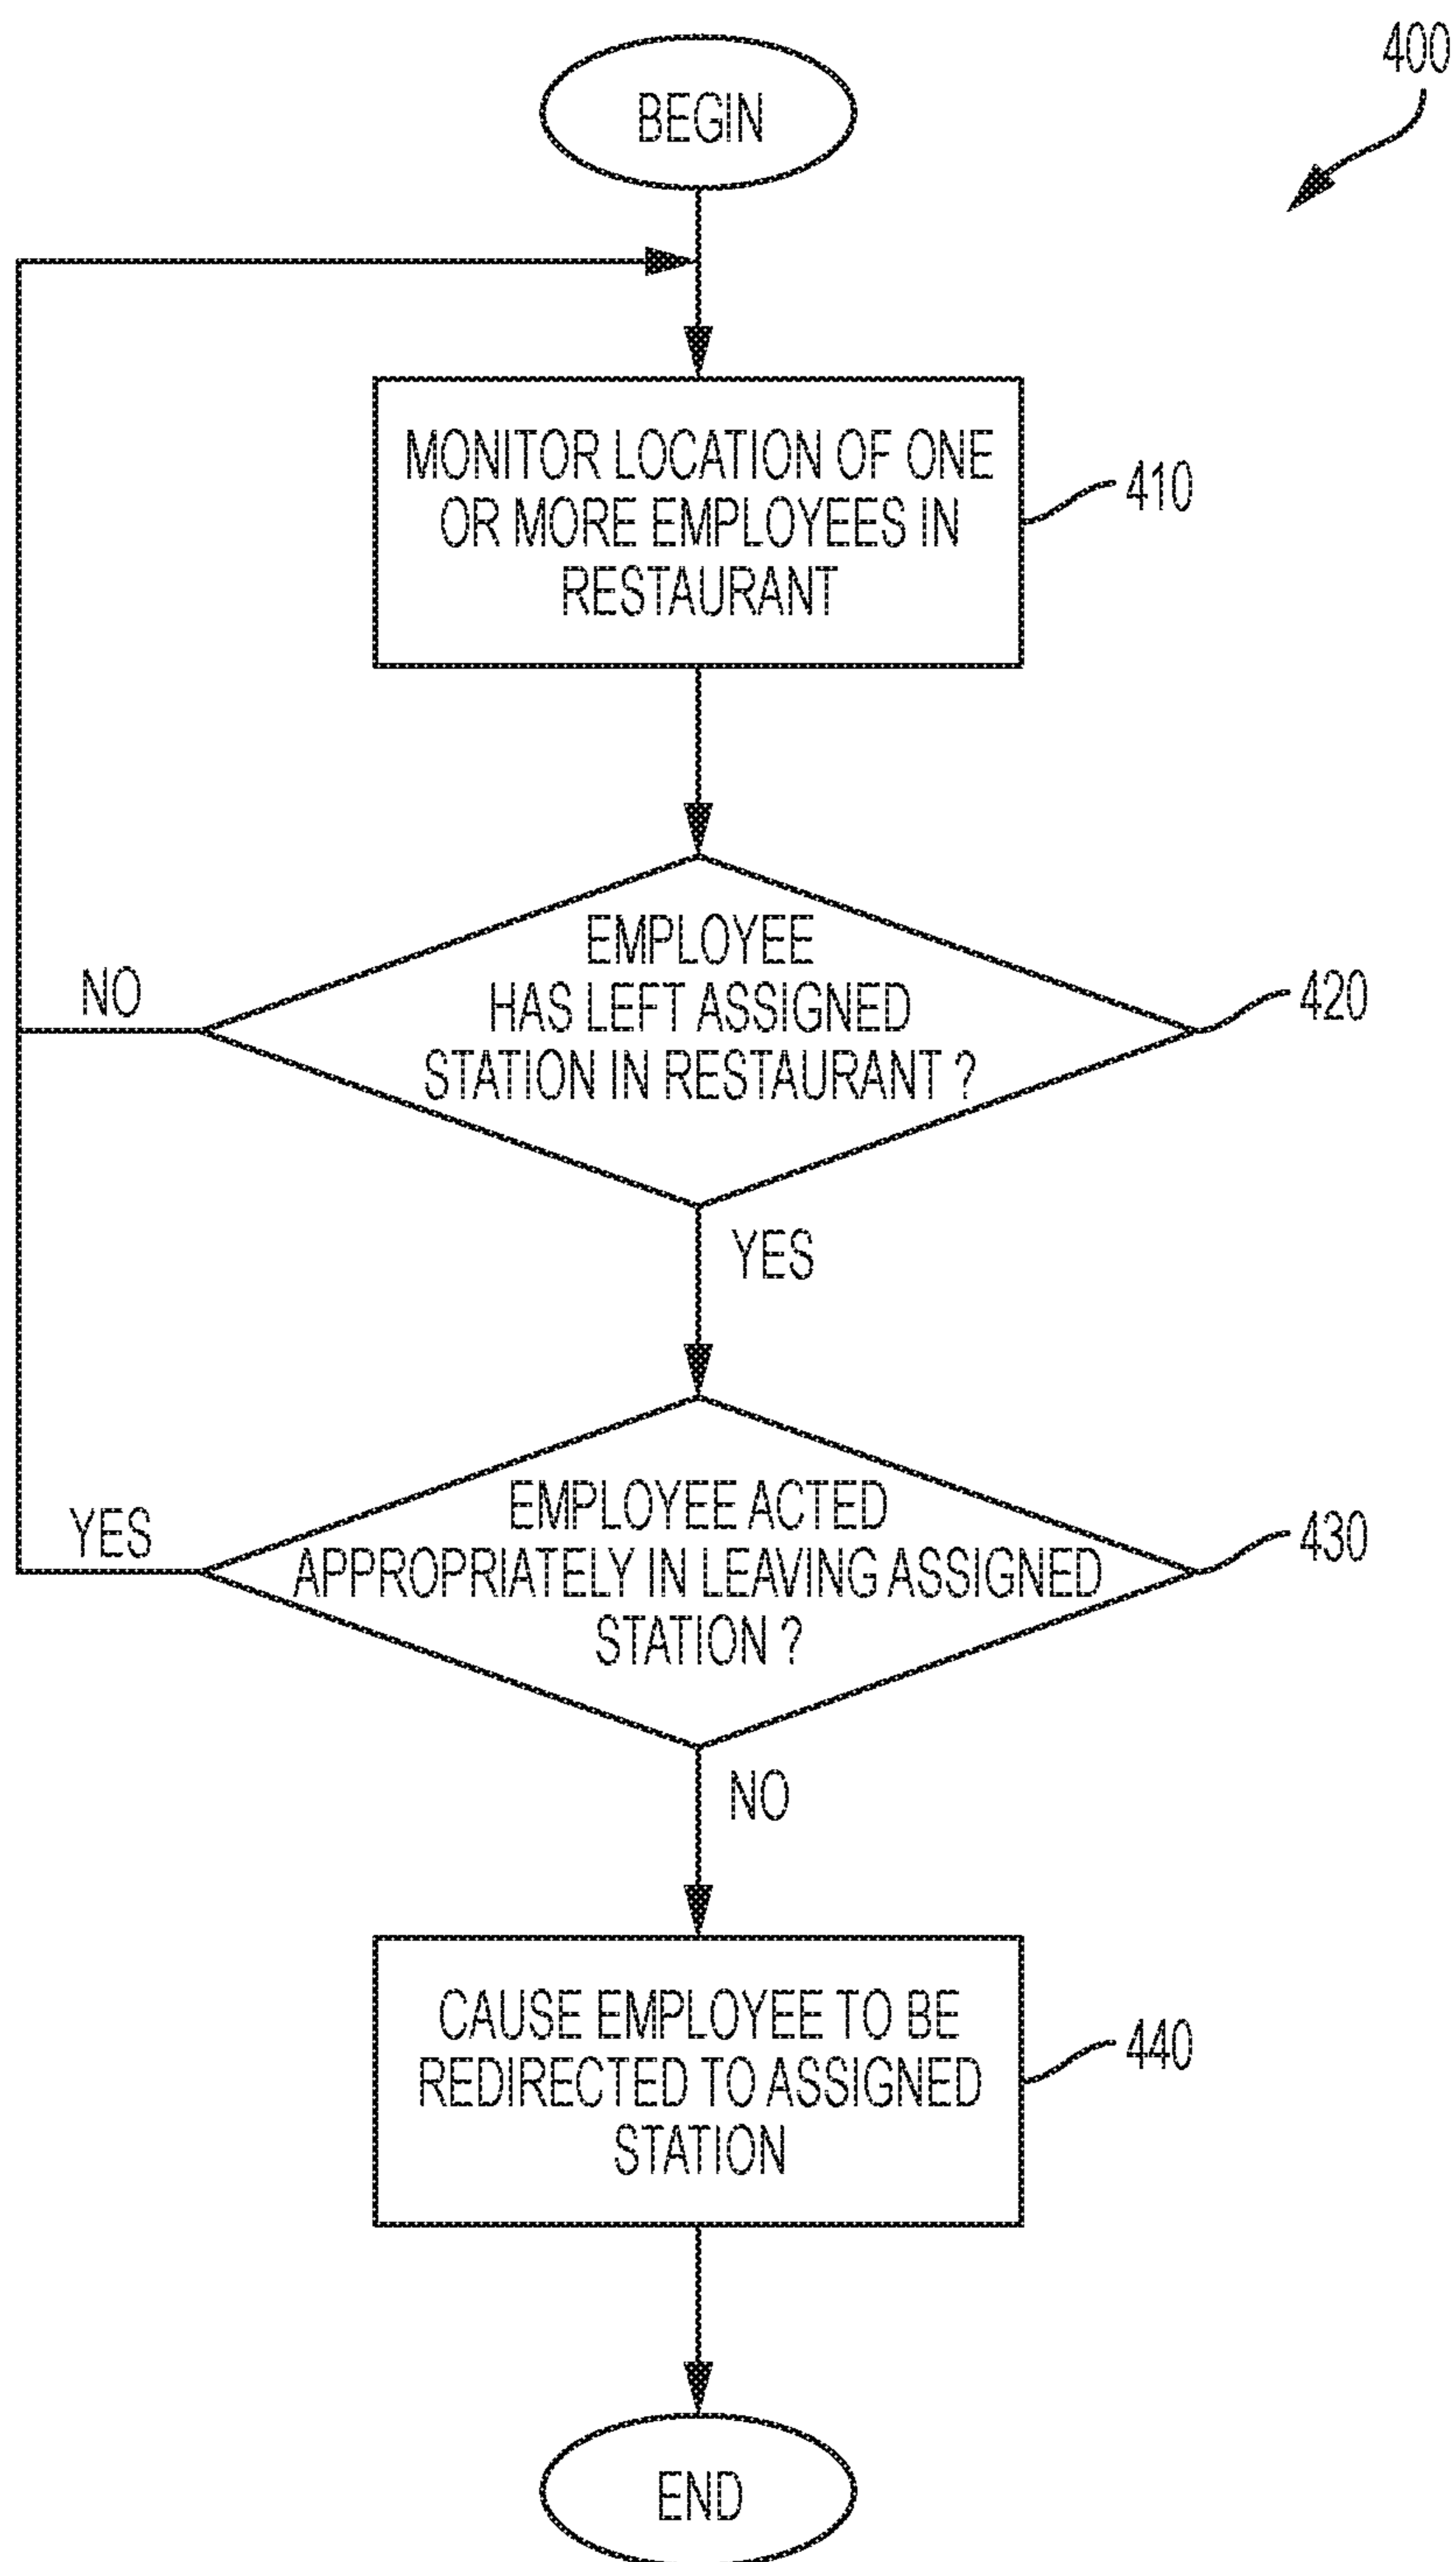 400
BEGIN
MONITOR LOCATION OF ONE
OR MORE EMPLOYEES IN
RESTAURANT
410
EMPLOYEE
HAS LEFT ASSIGNED
STATION IN RESTAURANT ?
420
NO
YES
EMPLOYEE ACTED
APPROPRIATELY IN LEAVING ASSIGNED
STATION ?
430
YES
NO
CAUSE EMPLOYEE TO BE
REDIRECTED TO ASSIGNED
STATION
440
END